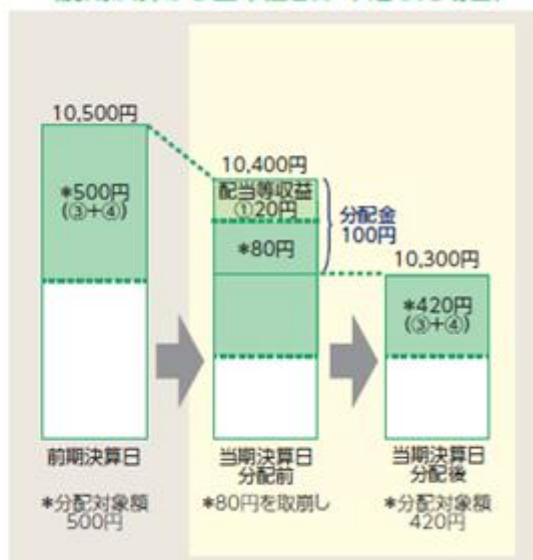 10,500円
*500円
(③+④)
10,400円
配当等収益
①20円
*80円
分配金
100円
10,300円
*420円
(③+④)
前期決算日
当期決算日
分配前
当期決算日
分配後
*分配対象額
500円
*80円を取崩し
*分配対象額
420円